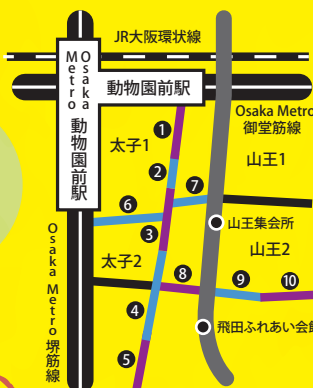 JR大阪環状線
Osaka Metro 動物園前駅
動物園前駅
Osaka Metro
御堂筋線
太子1
山王1
山王集会所
山王2
太子2
飛田ふれあい会館
Osaka Metro 堺筋線
1
2
3
4
5
6
7
8
9
10